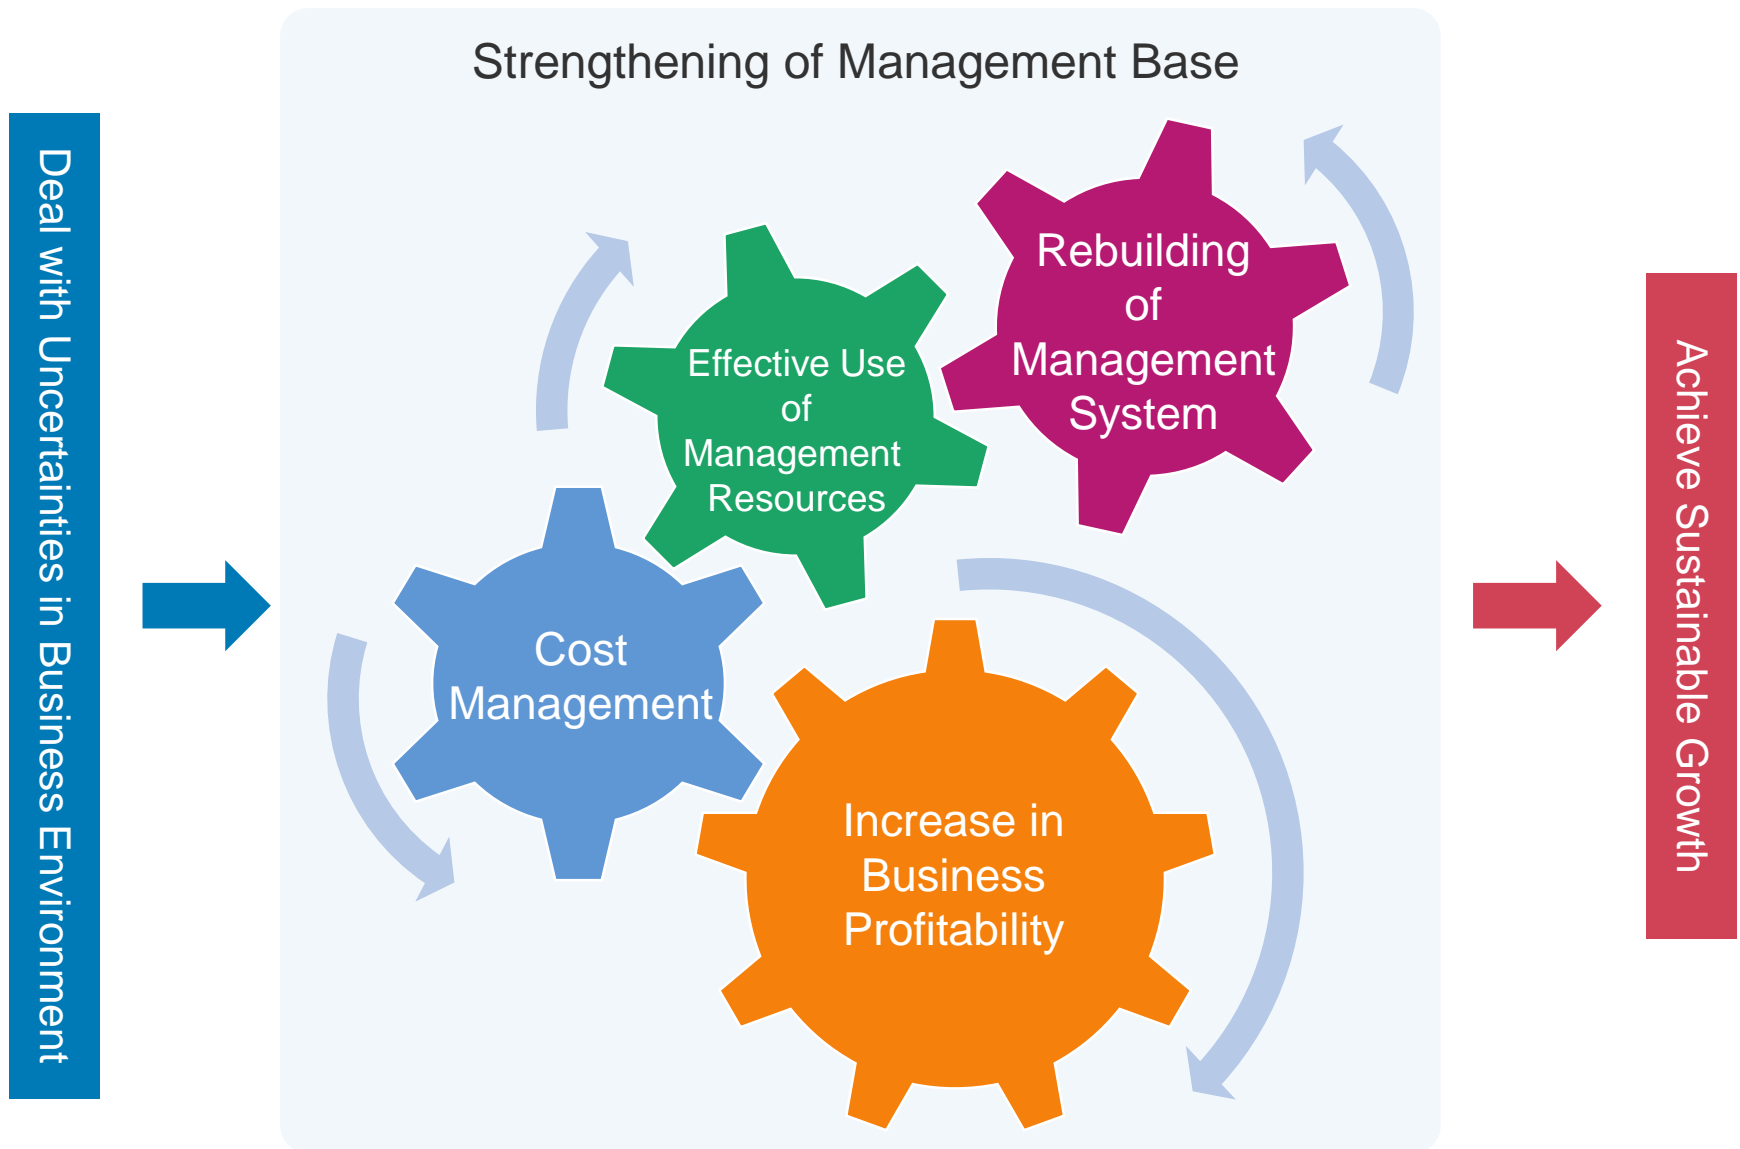 Strengthening of Management Base
Deal with Uncertainties in Business Environment
Rebuilding
of
Management
System
Effective Use
of
Management
Resources
Cost
Management
Increase in
Business
Profitability
Achieve Sustainable Growth